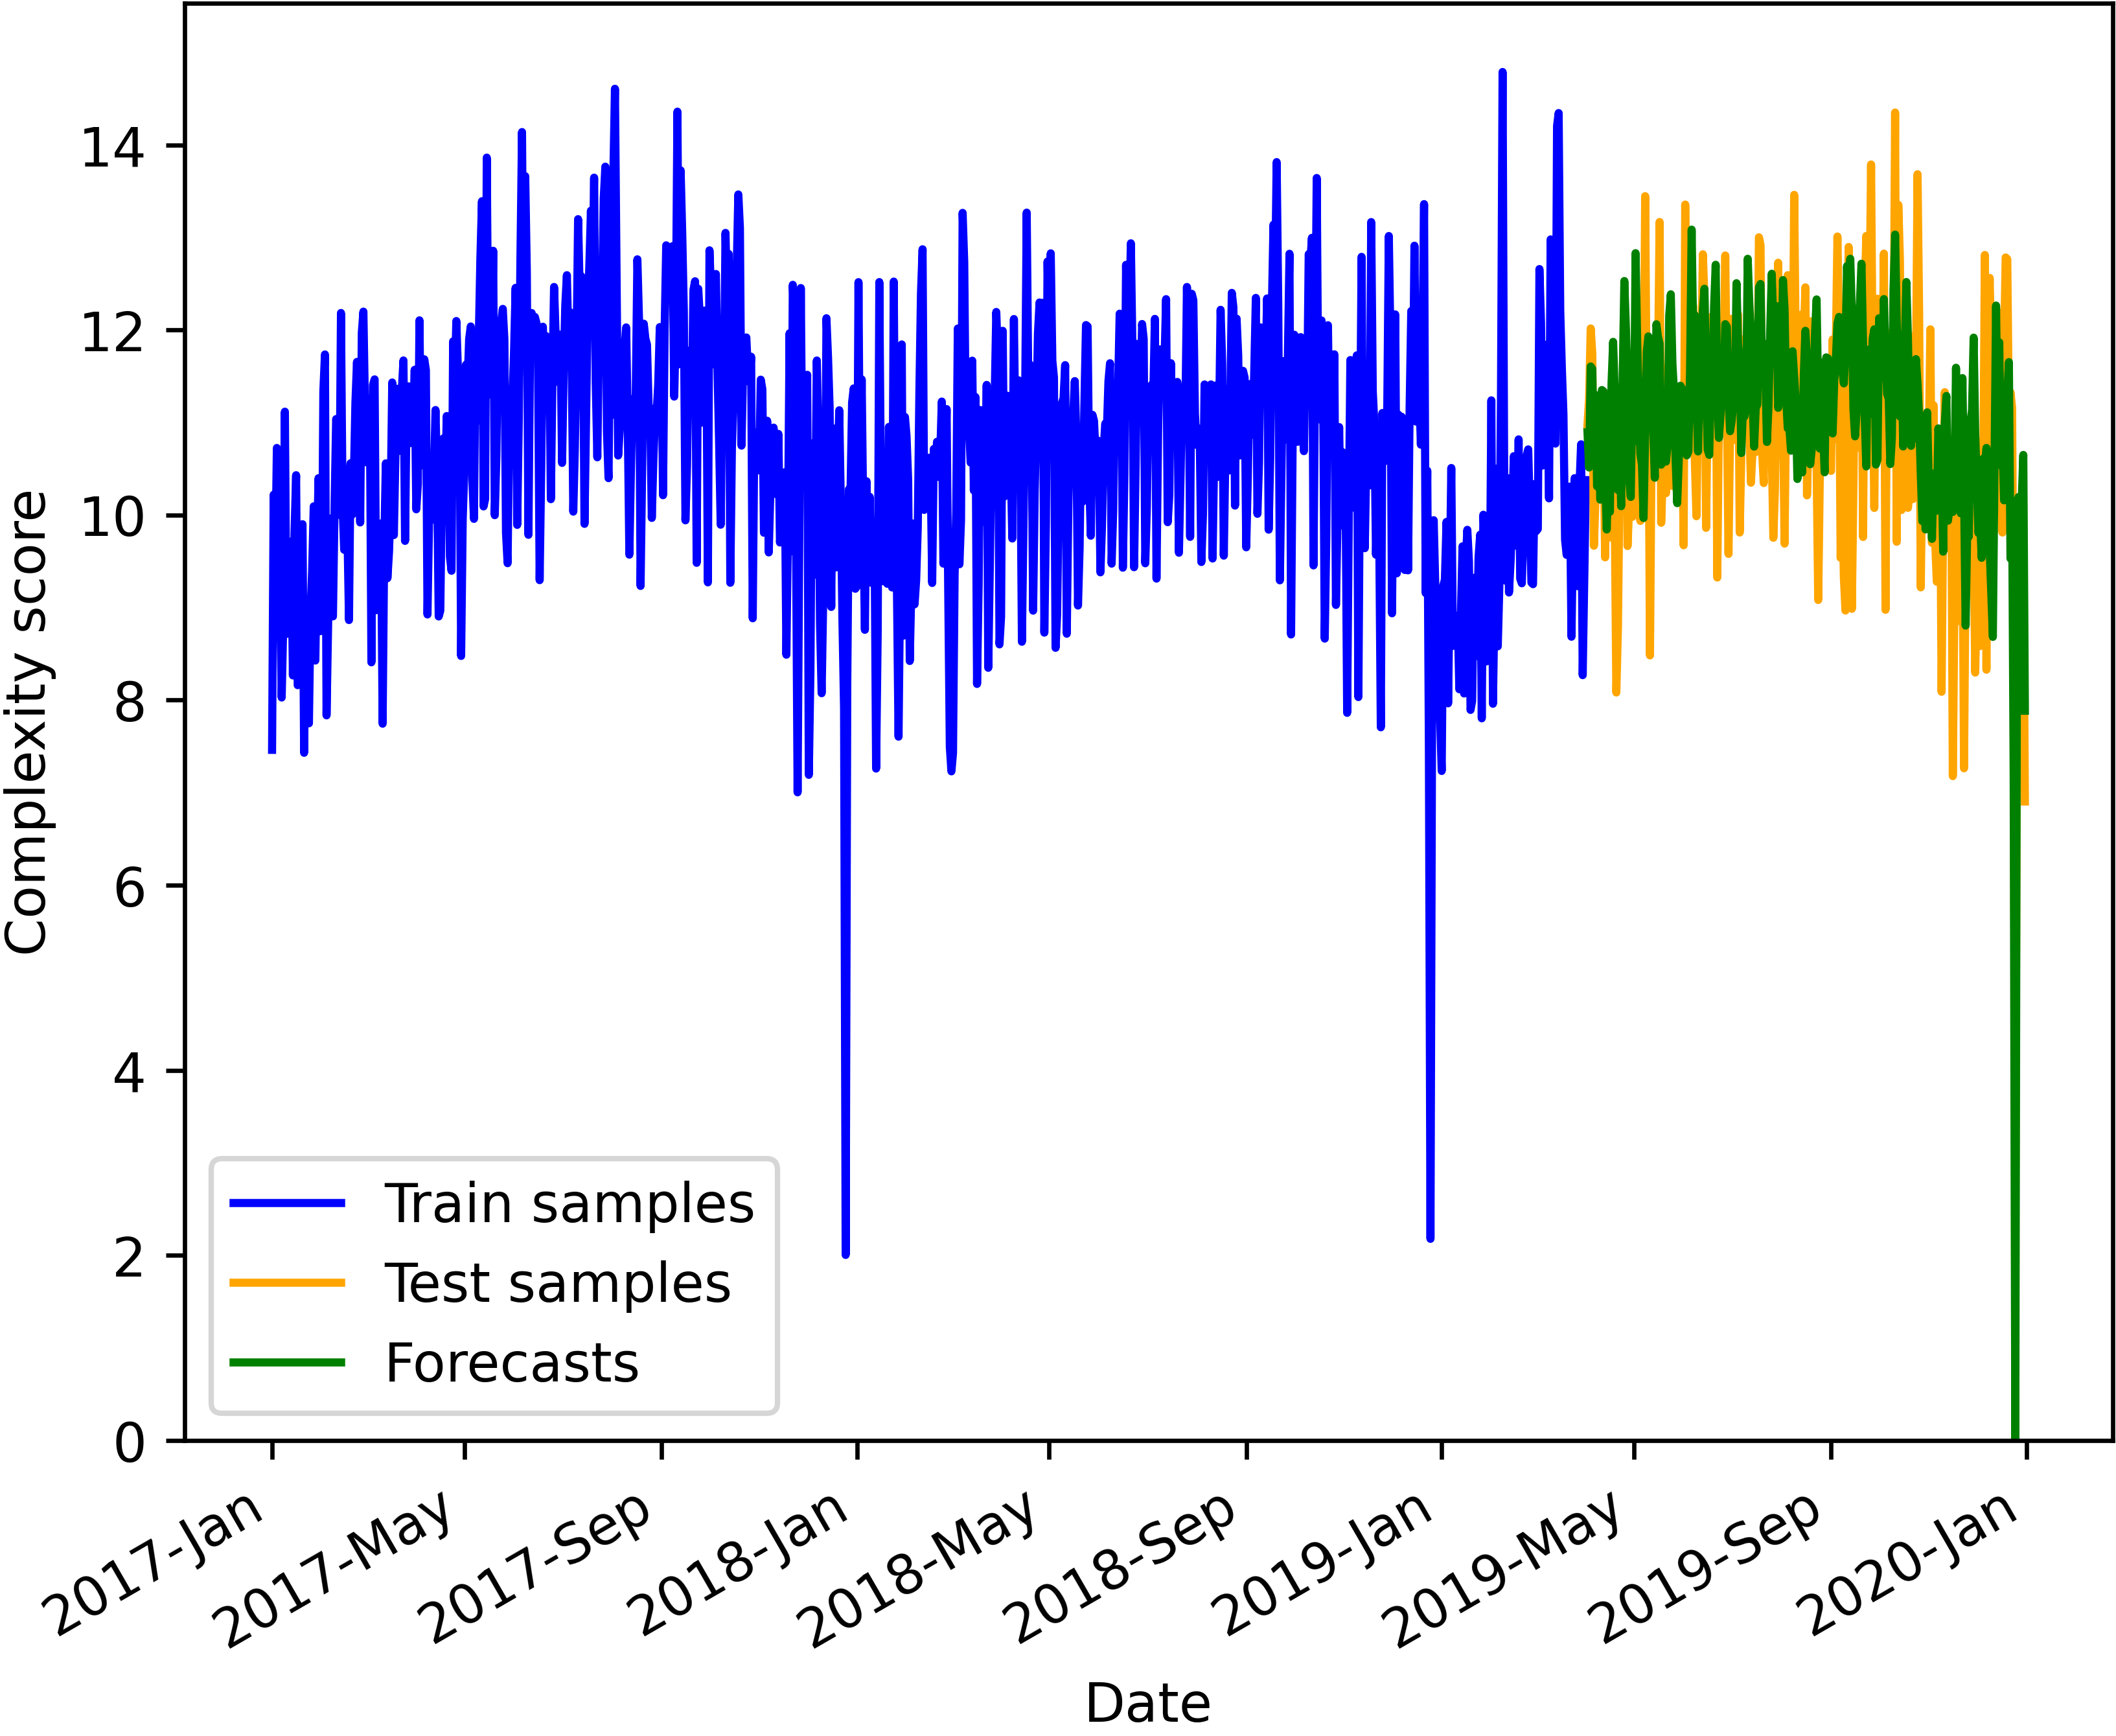 Complexity score
14
12
10
8
6
4
2
0
Train samples
Test samples
Forecasts
2017-Jan
2017-May
2017-Sep
2018-Jan
2018-May
2018-Sep
2019-Jan
2019-May
2019-Sep
2020-Jan
Date